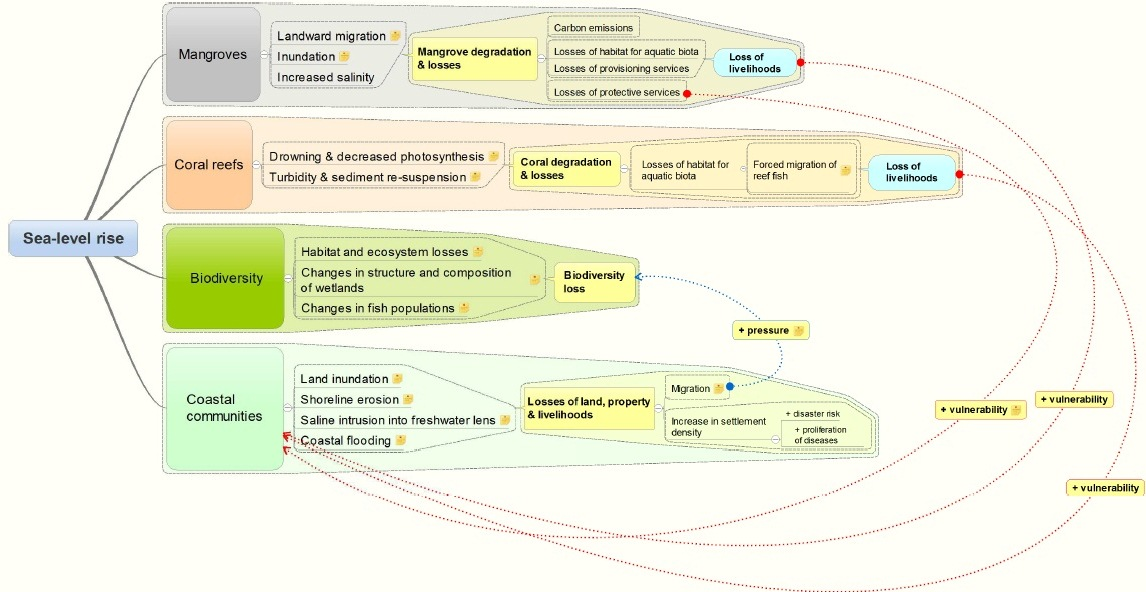 Sea-level rise
Mangroves
Landward migration
Inundation
Increased salinity
Mangrove degradation
& losses
Carbon emissions
Losses of habitat for aquatic biota
Losses of provisioning services
Losses of protective services
Loss of
livelihoods
Coral reefs
Drowning & decreased photosynthesis
Turbidity & sediment re-suspension
Coral degradation
& losses
Losses of habitat for
aquatic biota
Forced migration of
reef fish
Loss of
livelihoods
Biodiversity
Habitat and ecosystem losses
Changes in structure and composition
of wetlands
Changes in fish populations
Biodiversity
loss
+ pressure
Coastal
communities
Land inundation
Shoreline erosion
Saline intrusion into freshwater lens
Coastal flooding
Losses of land, property
& livelihoods
Migration
Increase in settlement
density
+ disaster risk
+ proliferation
of diseases
+ vulnerability
+ vulnerability
+ vulnerability